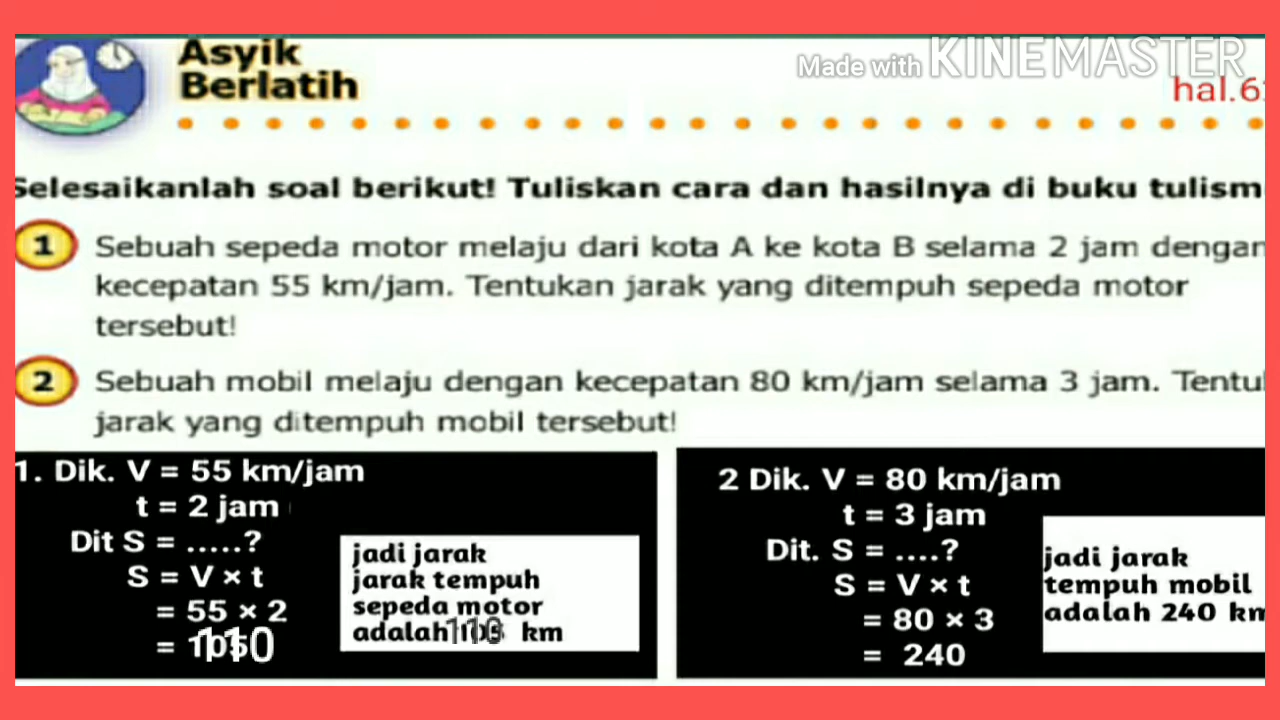 Asyik
Berlatih
Made with KINEMASTER
hal.6
Selesaikanlah soal berikut! Tuliskan cara dan hasilnya di buku tulism
1 Sebuah sepeda motor melaju dari kota A ke kota B selama 2 jam dengan
kecepatan 55 km/jam. Tentukan jarak yang ditempuh sepeda motor
tersebut!
2 Sebuah mobil melaju dengan kecepatan 80 km/jam selama 3 jam. Tentu
jarak yang ditempuh mobil tersebut!
1. Dik. V = 55 km/jam
t = 2 jam
Dit S = .....?
S = V × t
= 55 × 2
= 110
jadi jarak
jarak tempuh
sepeda motor
adalah 110 km
2 Dik. V = 80 km/jam
t = 3 jam
Dit. S = ....?
S = V × t
= 80 × 3
= 240
jadi jarak
tempuh mobil
adalah 240 km